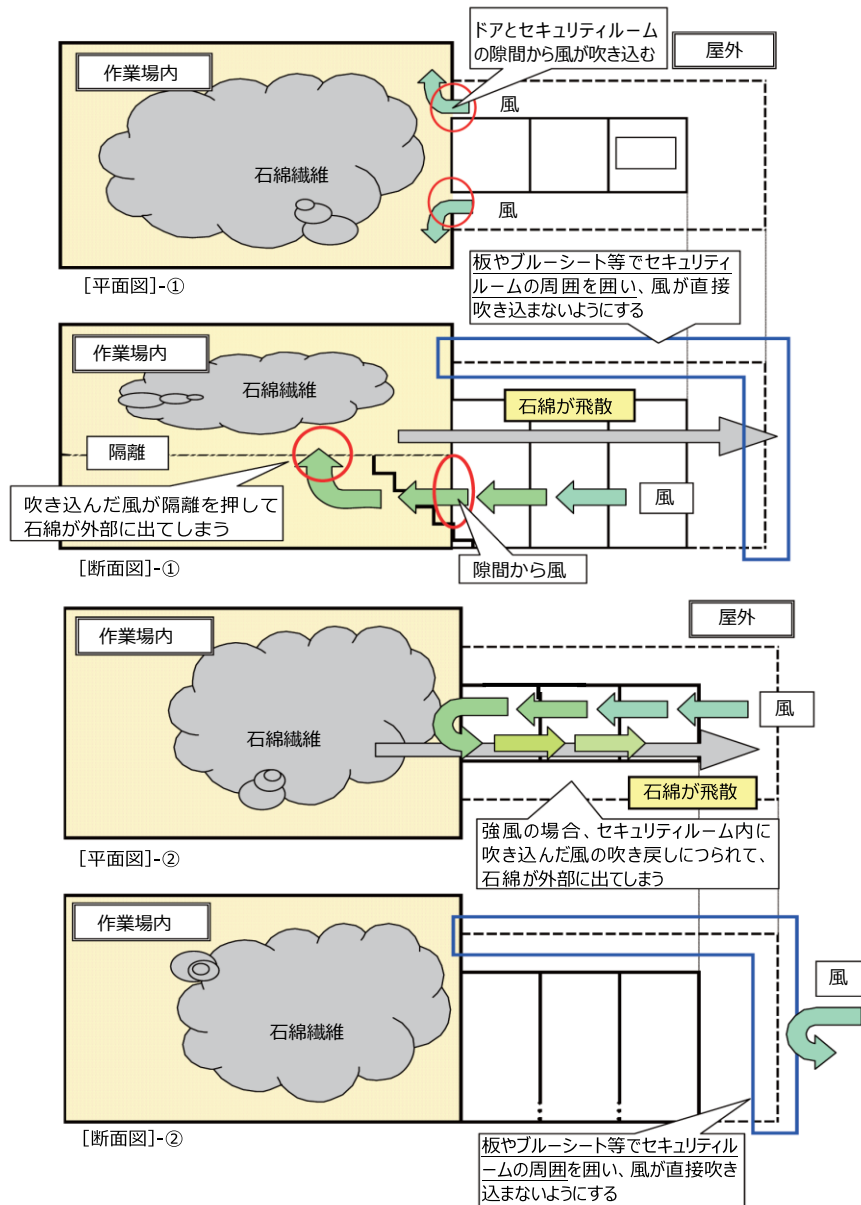 ドアとセキュリティルーム
の隙間から風が吹き込む
屋外
作業場内
風
石綿繊維
風
[平面図]-①
板やブルーシート等でセキュリティ
ルームの周囲を囲い、風が直接
吹き込まないようにする
作業場内
石綿繊維
石綿が飛散
隔離
吹き込んだ風が隔離を押して
石綿が外部に出てしまう
風
[断面図]-①
隙間から風
作業場内
屋外
風
石綿繊維
石綿が飛散
強風の場合、セキュリティルーム内に
吹き込んだ風の吹き戻しにつられて、
石綿が外部に出てしまう
[平面図]-②
作業場内
風
石綿繊維
[断面図]-②
板やブルーシート等でセキュリティル
ームの周囲を囲い、風が直接吹き
込まないようにする